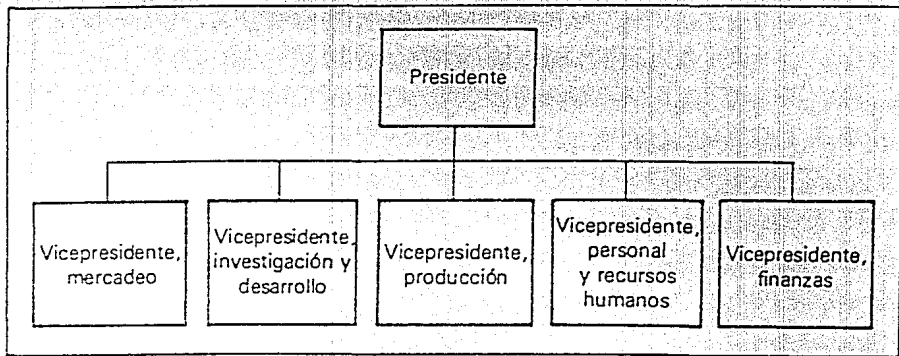 Presidente
Vicepresidente,
mercadeo
Vicepresidente,
investigación y
desarrollo
Vicepresidente,
producción
Vicepresidente,
personal
y recursos
humanos
Vicepresidente,
finanzas